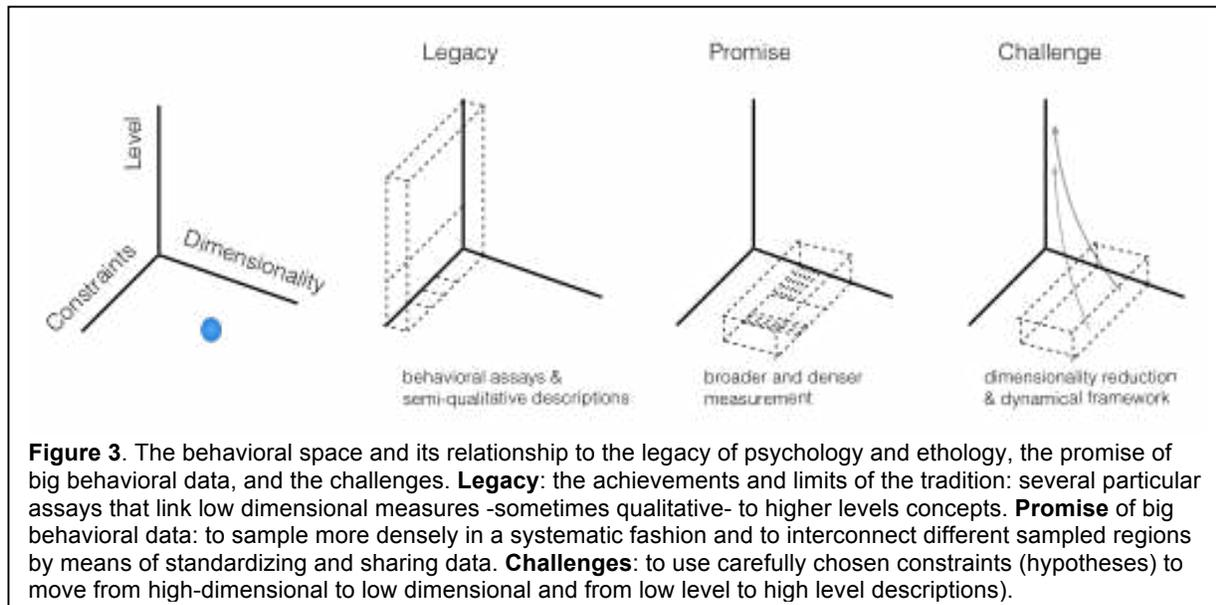 Legacy
Promise
Challenge
Level
Constraints
Dimensionality
behavioral assays &
semi-qualitative descriptions
broader and denser
measurement
dimensionality reduction
& dynamical framework
Figure 3. The behavioral space and its relationship to the legacy of psychology and ethology, the promise of
big behavioral data, and the challenges. Legacy: the achievements and limits of the tradition: several particular
assays that link low dimensional measures -sometimes qualitative- to higher levels concepts. Promise of big
behavioral data: to sample more densely in a systematic fashion and to interconnect different sampled regions
by means of standardizing and sharing data. Challenges: to use carefully chosen constraints (hypotheses) to
move from high-dimensional to low dimensional and from low level to high level descriptions).